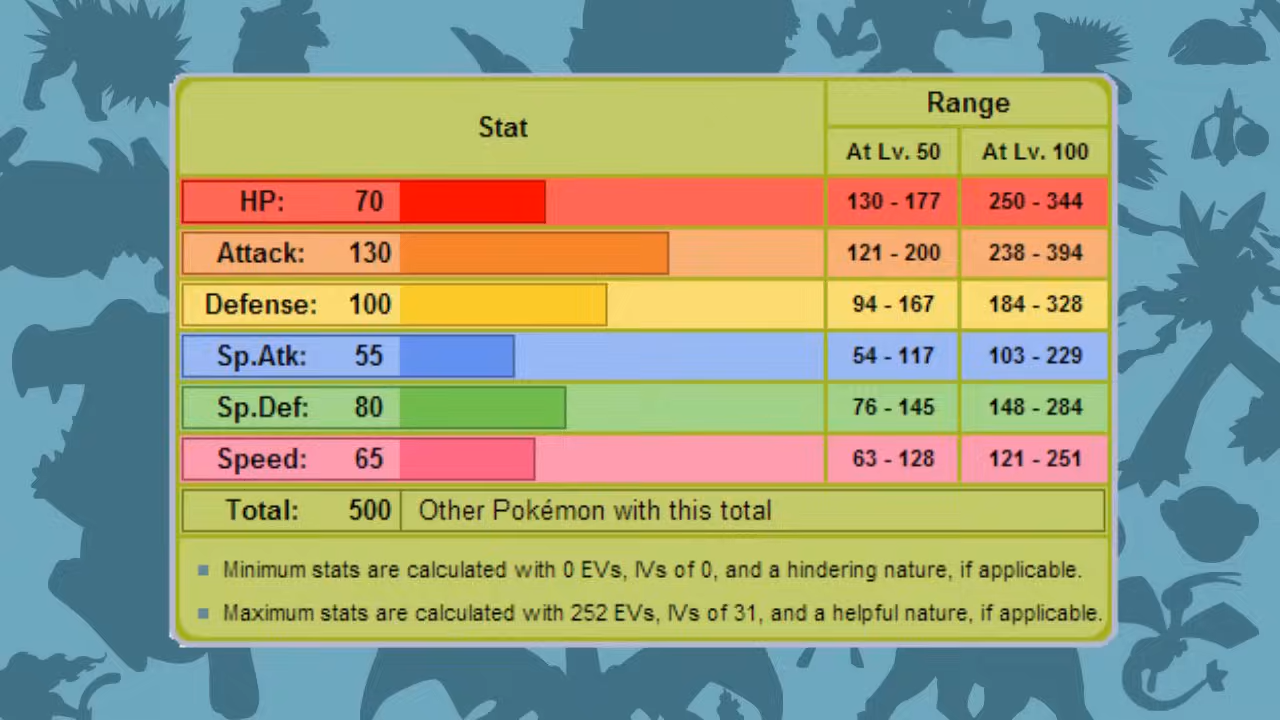 Stat Range
At Lv. 50 At Lv. 100
HP: 70 130 - 177 250 - 344
Attack: 130 121 - 200 238 - 394
Defense: 100 94 - 167 184 - 328
Sp.Atk: 55 54 - 117 103 - 229
Sp.Def: 80 76 - 145 148 - 284
Speed: 65 63 - 128 121 - 251
Total: 500 Other Pokémon with this total
Minimum stats are calculated with 0 EVs, IVs of 0, and a hindering nature, if applicable.
Maximum stats are calculated with 252 EVs, IVs of 31, and a helpful nature, if applicable.